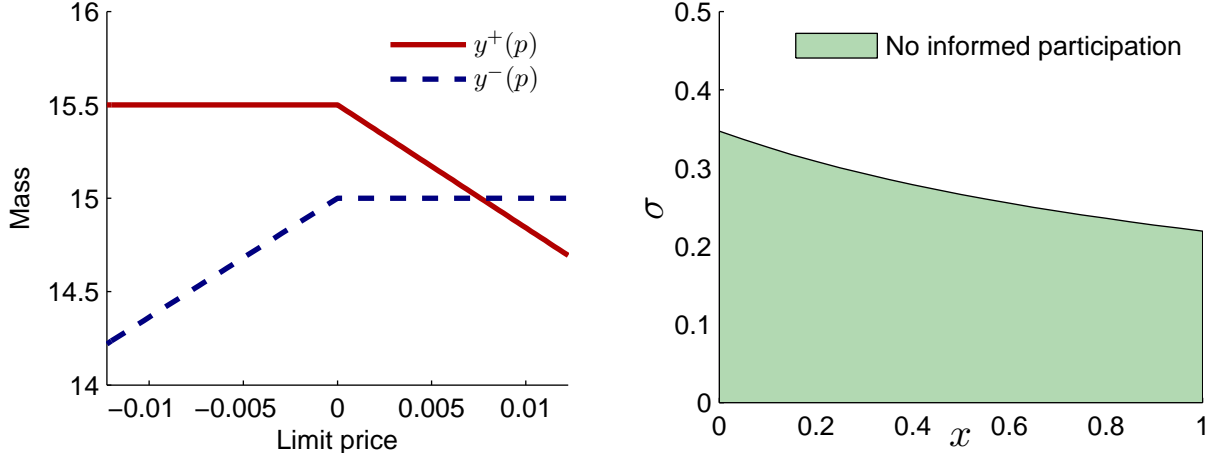 16
15.5
15
14.5
14
Mass
y⁺(p)
y⁻(p)
−0.01 −0.005 0 0.005 0.01
Limit price
0.5
0.4
0.3
0.2
0.1
0
σ
No informed participation
0 0.2 0.4 0.6 0.8 1
x